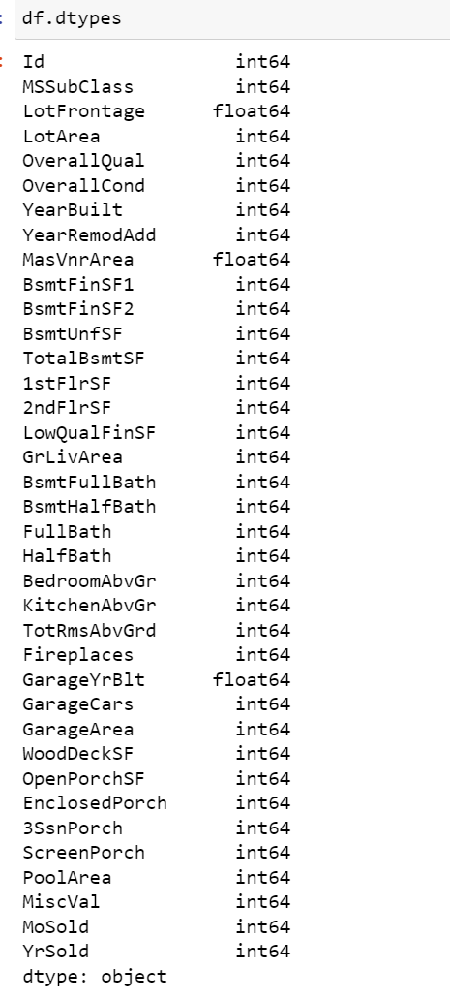 df.dtypes
Id int64
MSSubClass int64
LotFrontage float64
LotArea int64
OverallQual int64
OverallCond int64
YearBuilt int64
YearRemodAdd int64
MasVnrArea float64
BsmtFinSF1 int64
BsmtFinSF2 int64
BsmtUnfSF int64
TotalBsmtSF int64
1stFlrSF int64
2ndFlrSF int64
LowQualFinSF int64
GrLivArea int64
BsmtFullBath int64
BsmtHalfBath int64
FullBath int64
HalfBath int64
BedroomAbvGr int64
KitchenAbvGr int64
TotRmsAbvGrd int64
Fireplaces int64
GarageYrBlt float64
GarageCars int64
GarageArea int64
WoodDeckSF int64
OpenPorchSF int64
EnclosedPorch int64
3SsnPorch int64
ScreenPorch int64
PoolArea int64
MiscVal int64
MoSold int64
YrSold int64
dtype: object